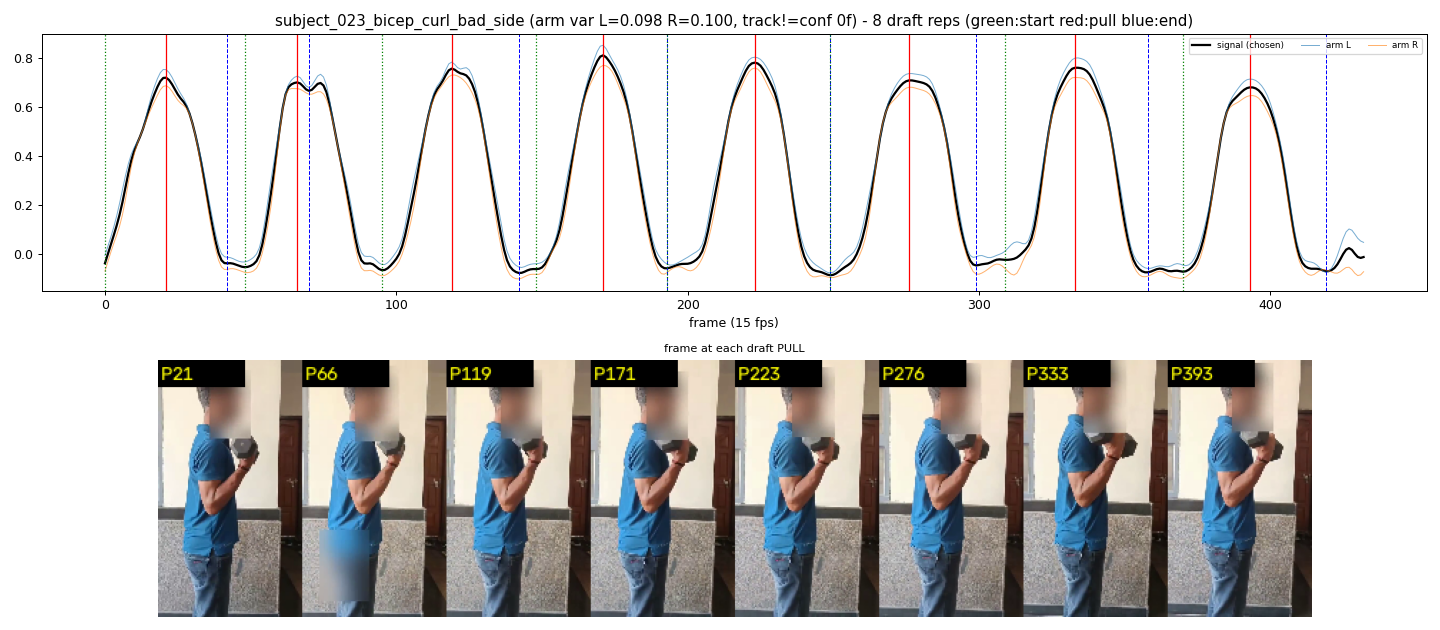 subject_023_bicep_curl_bad_side (arm var L=0.098 R=0.100, track!=conf 0f) - 8 draft reps (green:start red:pull blue:end)
signal (chosen) arm L arm R
0.8
0.6
0.4
0.2
0.0
0 100 200 300 400
frame (15 fps)
frame at each draft PULL
P21 P66 P119 P171 P223 P276 P333 P393